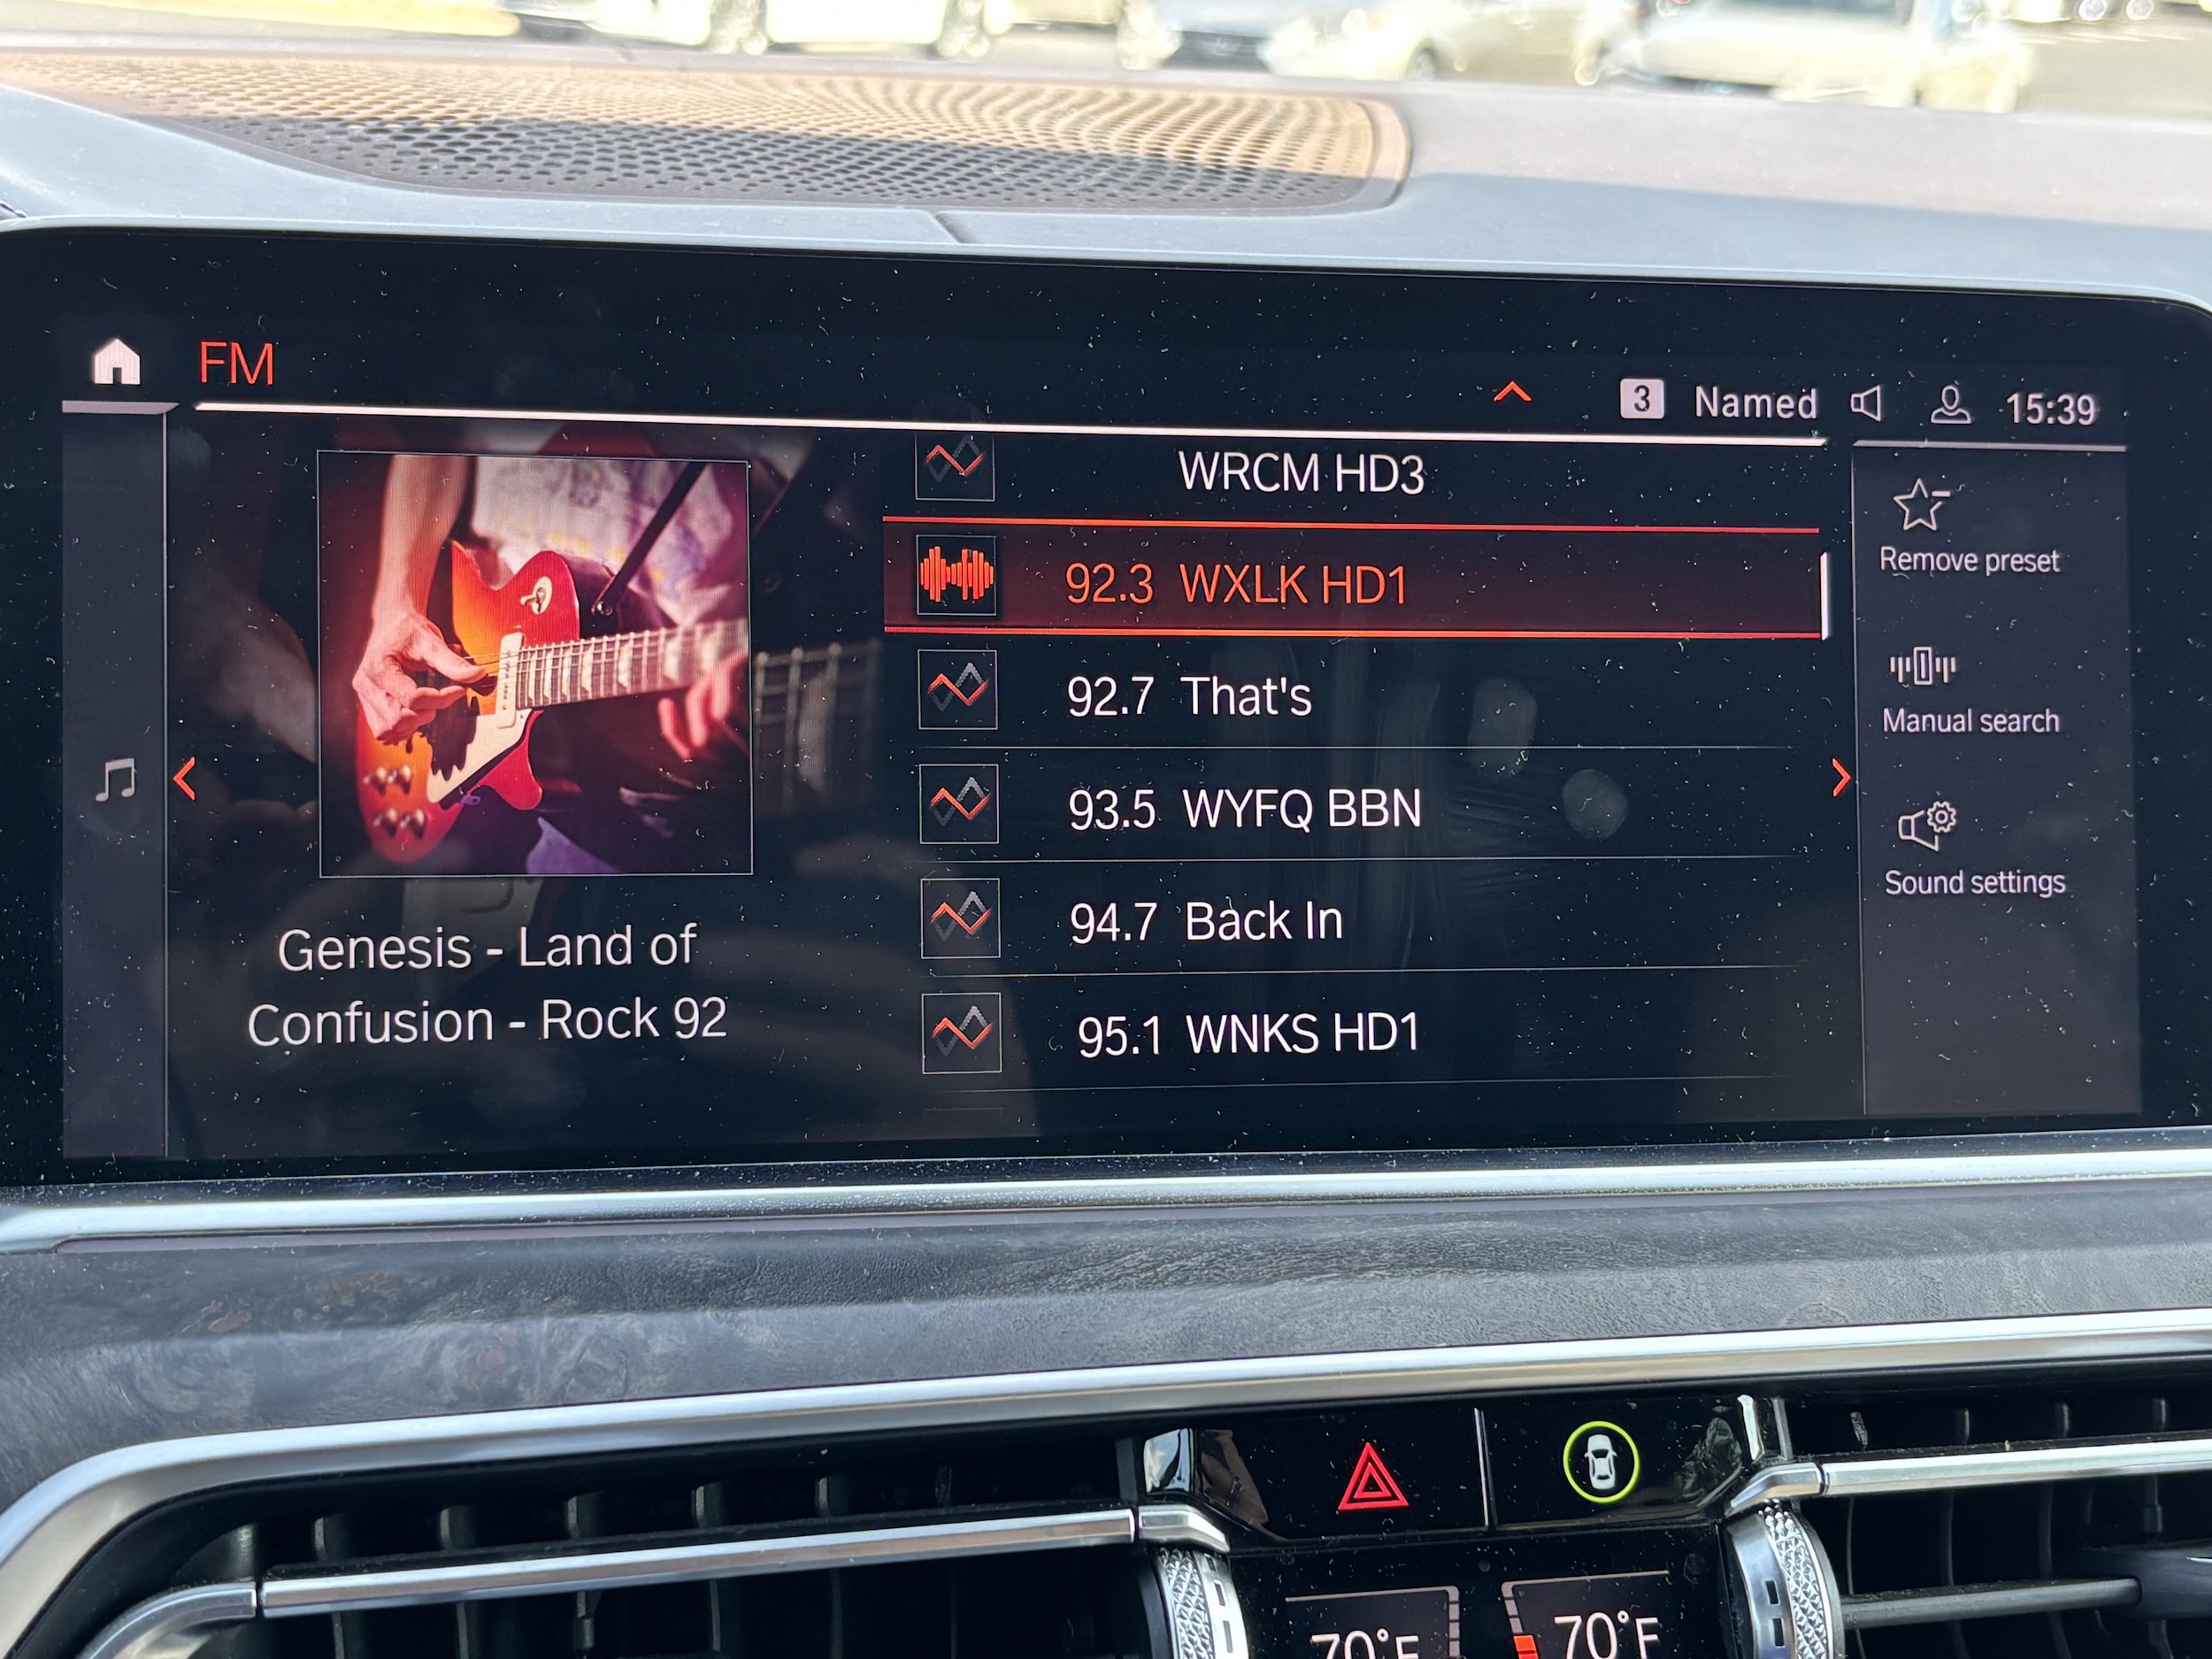 FM
3 Named 15:39
WRCM HD3
92.3 WXLK HD1
92.7 That's
93.5 WYFQ BBN
94.7 Back In
95.1 WNKS HD1
Genesis - Land of
Confusion - Rock 92
Remove preset
Manual search
Sound settings
70°F 70°F